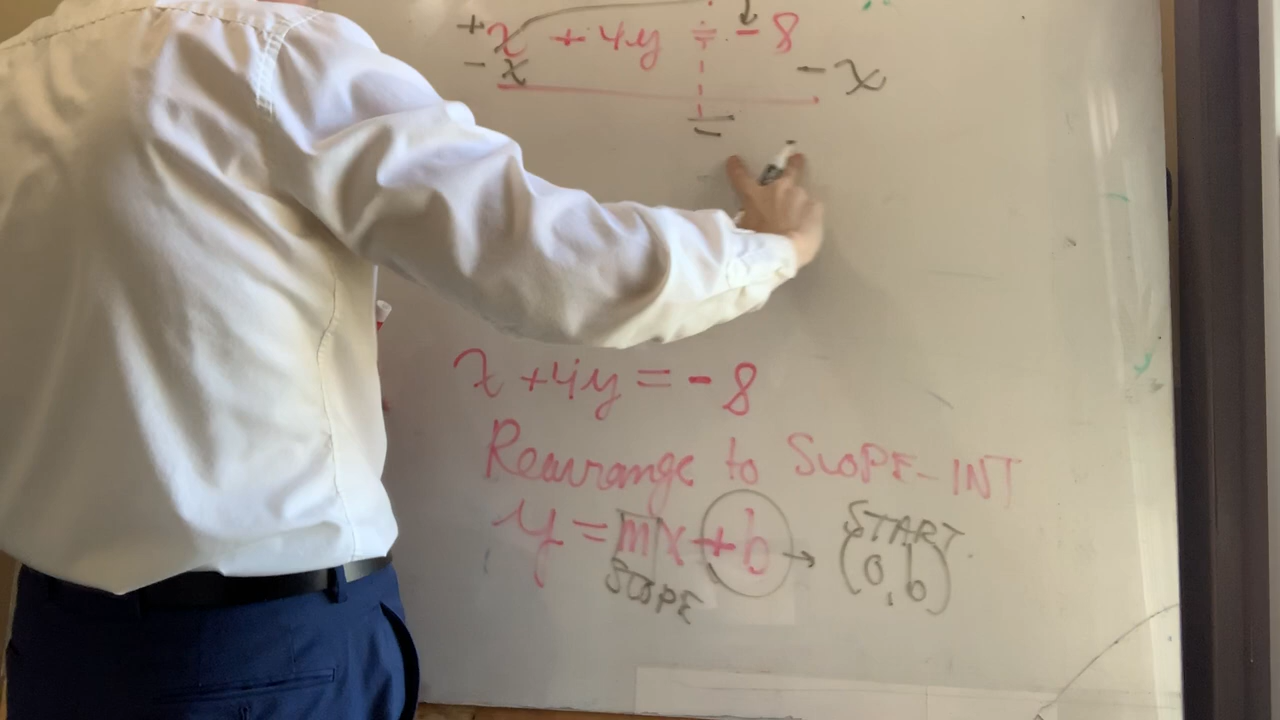 +x + 4y = -8
- x - x
=
x + 4y = - 8
Rearrange to SLOPE-INT
y = mx + b → START
SLOPE (0, b)